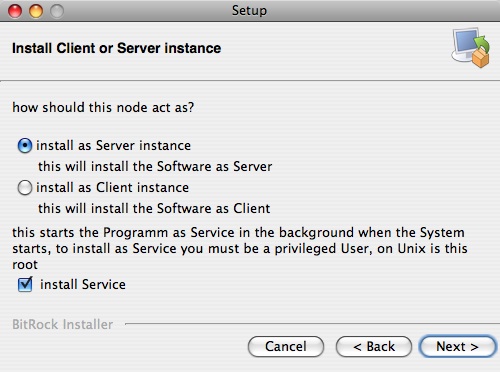 Setup
Install Client or Server instance
how should this node act as?
install as Server instance
this will install the Software as Server
install as Client instance
this will install the Software as Client
this starts the Programm as Service in the background when the System
starts, to install as Service you must be a privileged User, on Unix is this
root
install Service
BitRock Installer
Cancel
< Back
Next >